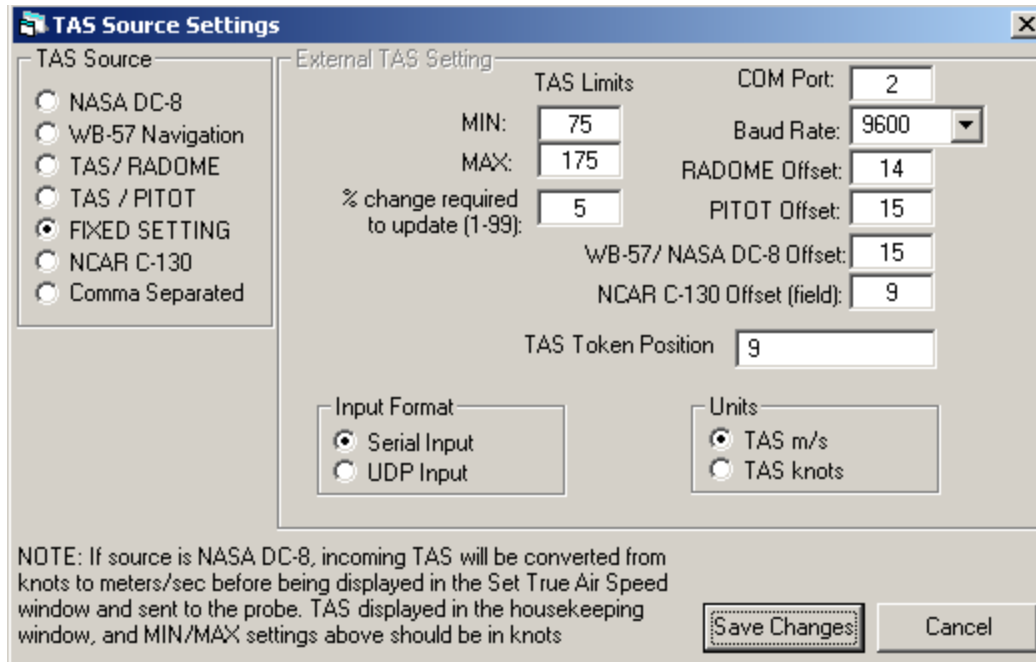 TAS Source Settings
TAS Source
NASA DC-8
WB-57 Navigation
TAS/ RADOME
TAS / PITOT
FIXED SETTING
NCAR C-130
Comma Separated
External TAS Setting
TAS Limits
MIN: 75
MAX: 175
% change required
to update (1-99): 5
COM Port: 2
Baud Rate: 9600
RADOME Offset: 14
PITOT Offset: 15
WB-57/ NASA DC-8 Offset: 15
NCAR C-130 Offset (field): 9
TAS Token Position 9
Input Format
Serial Input
UDP Input
Units
TAS m/s
TAS knots
NOTE: If source is NASA DC-8, incoming TAS will be converted from
knots to meters/sec before being displayed in the Set True Air Speed
window and sent to the probe. TAS displayed in the housekeeping
window, and MIN/MAX settings above should be in knots
Save Changes
Cancel